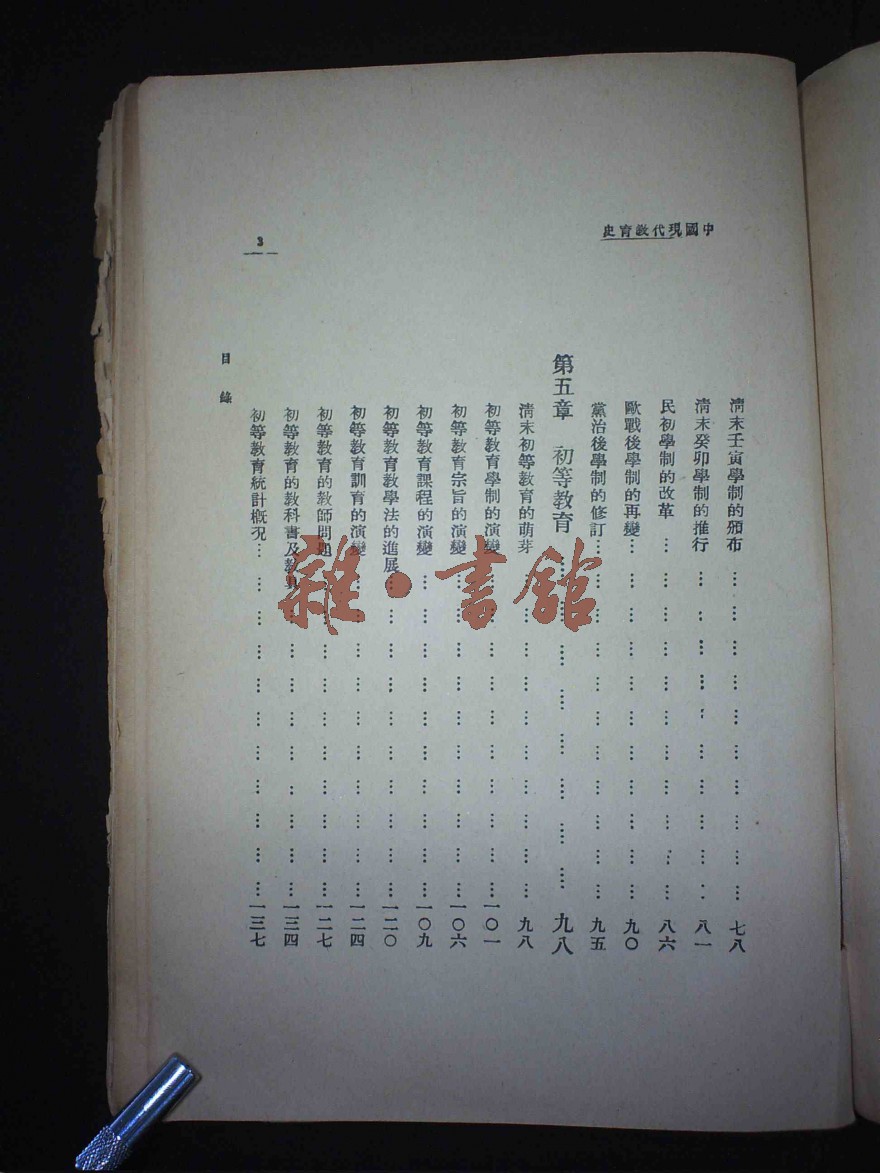 中國現代教育史
清末壬寅學制的頒布 … … … … … … … … … … 七八
清末癸卯學制的推行 … … … … … … … … … … 八一
民初學制的改革 … … … … … … … … … … … 八六
歐戰後學制的再變 … … … … … … … … … … … 九〇
黨治後學制的修訂 … … … … … … … … … … … 九五
第五章 初等教育 … … … … … … … … 九八
清末初等教育的萌芽 … … … … … … … … … … 九八
初等教育學制的演變 … … … … … … … … … … 一〇一
初等教育宗旨的演變 … … … … … … … … … … 一〇六
初等教育課程的演變 … … … … … … … … … … 一〇九
初等教育教學法的進展 … … … … … … … … … … 一二〇
初等教育訓育的演變 … … … … … … … … … … 一二四
初等教育的教師問題 … … … … … … … … … … 一二七
初等教育的教科書及教具 … … … … … … … … … 一三四
初等教育統計概況 … … … … … … … … … … … 一三七
目錄
3
雜·書館